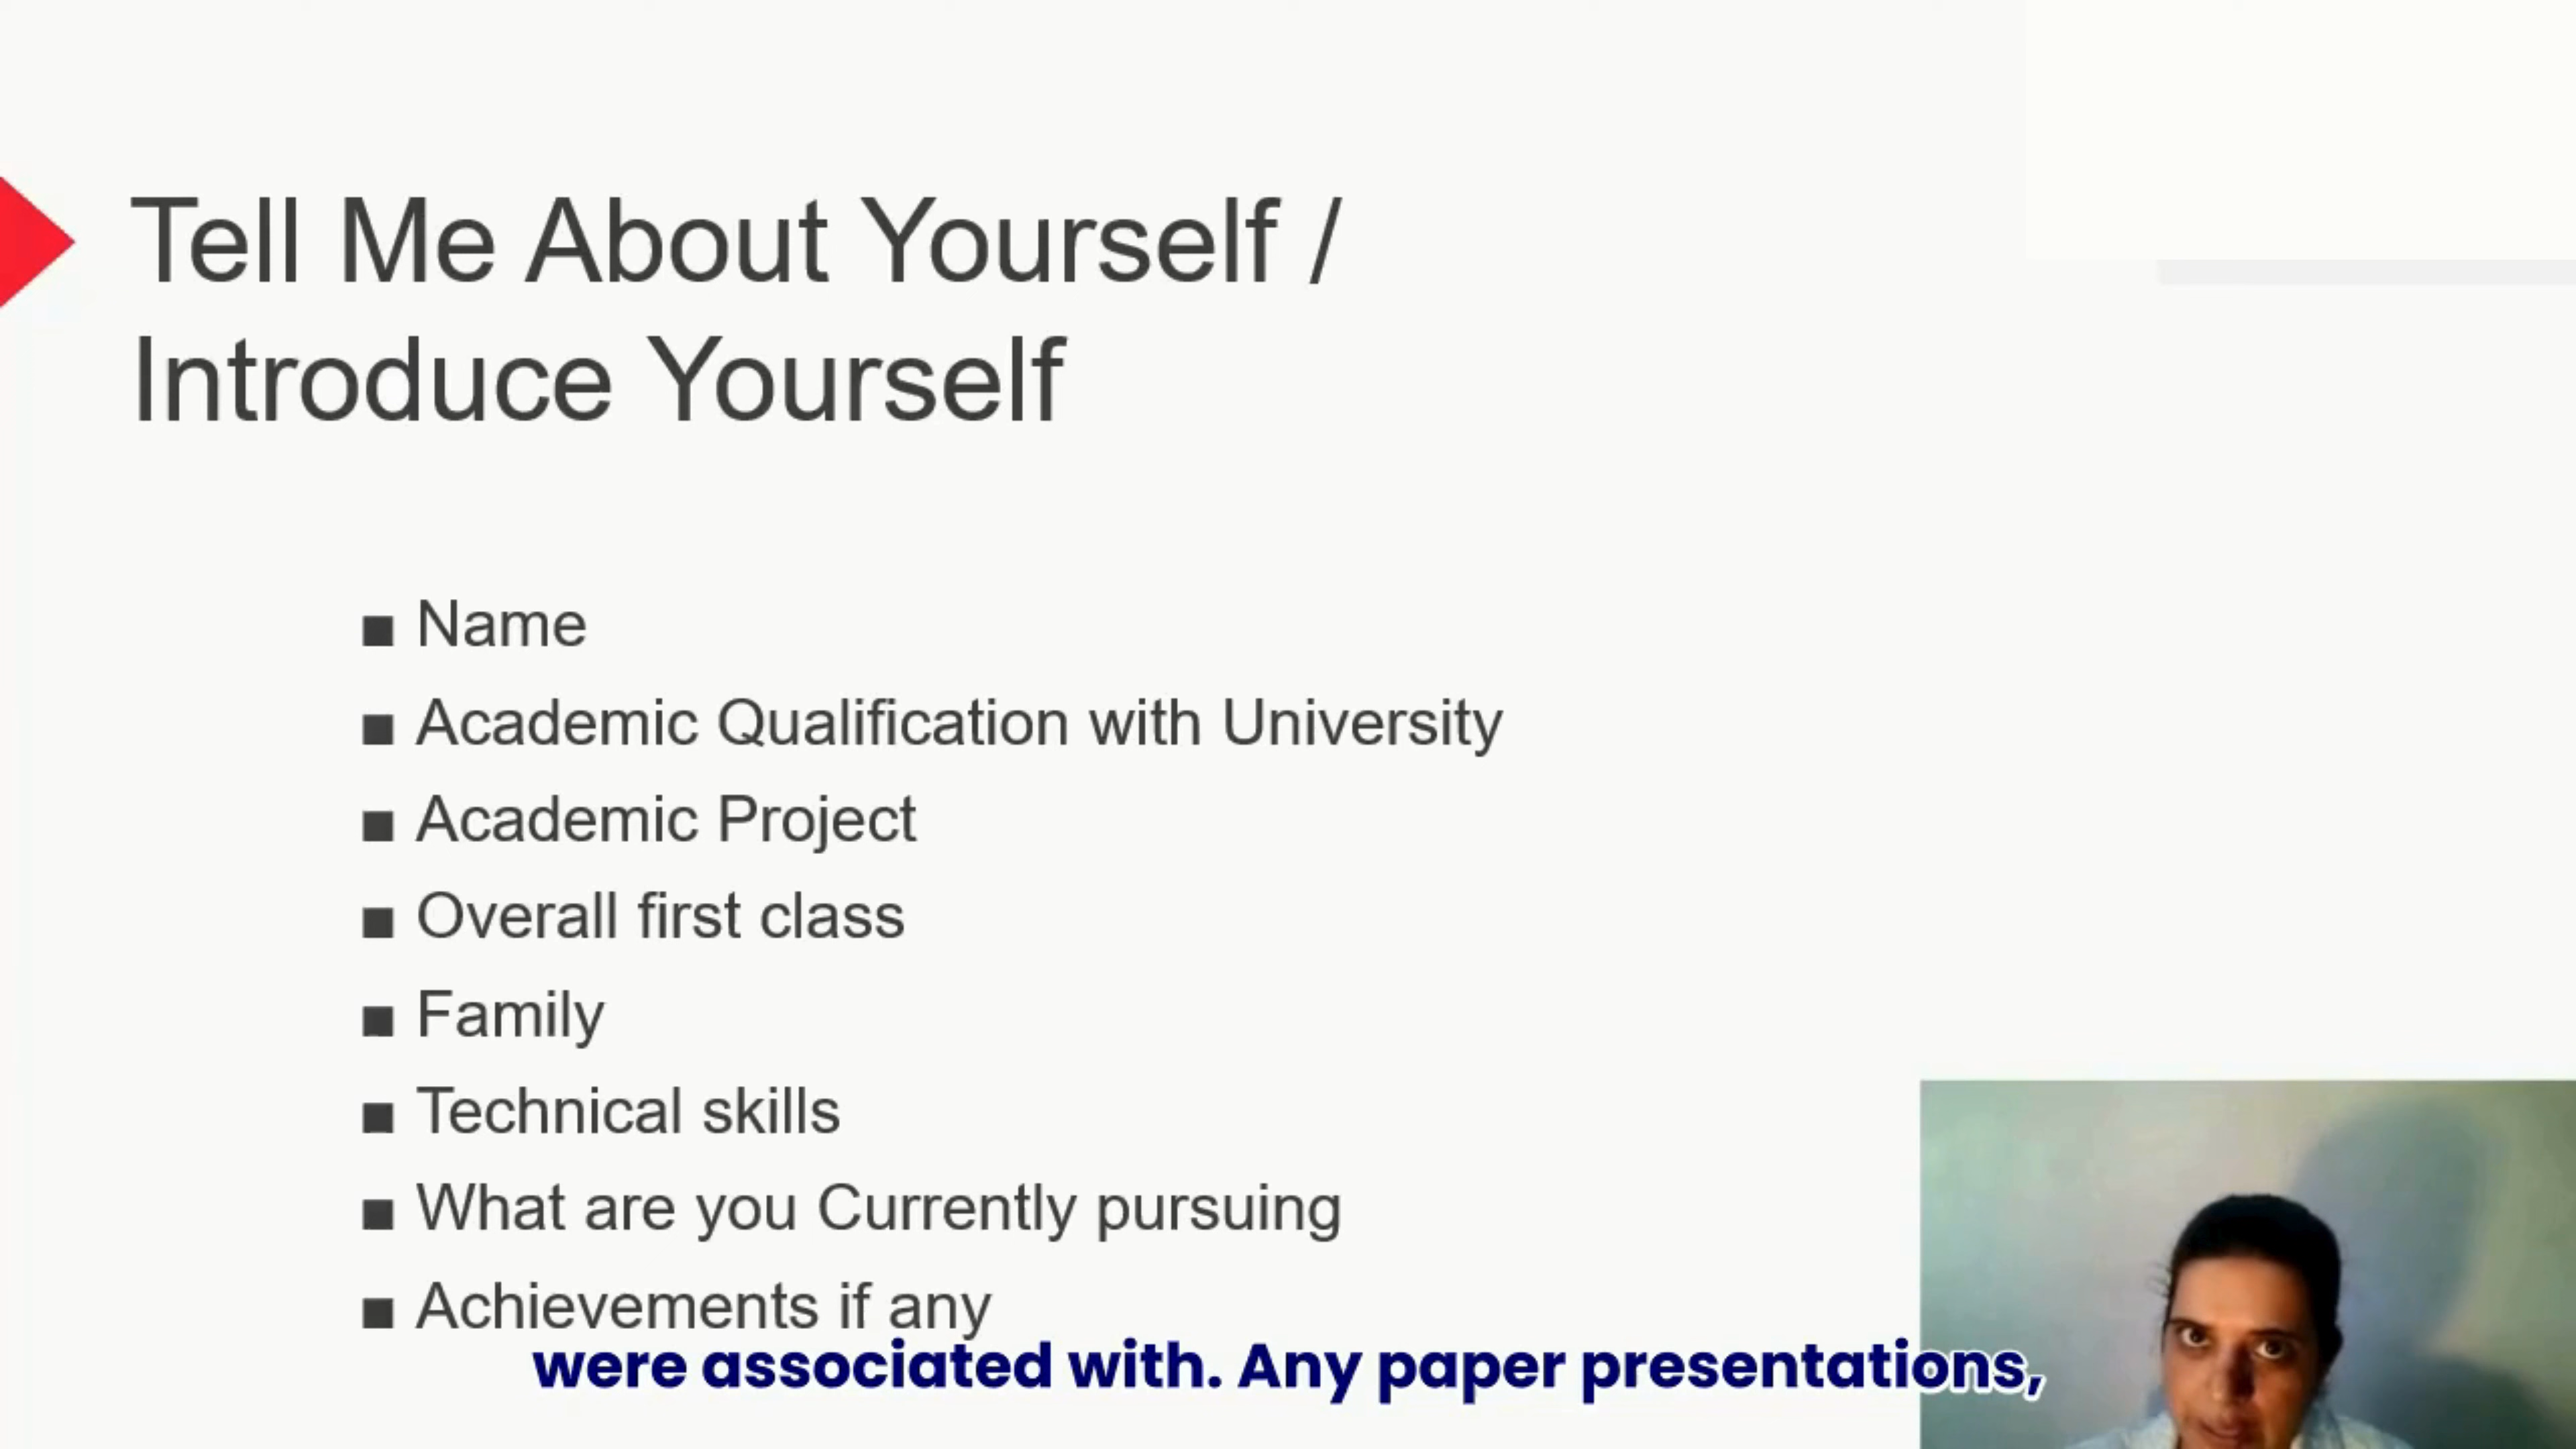 Tell Me About Yourself /
Introduce Yourself
■ Name
■ Academic Qualification with University
■ Academic Project
■ Overall first class
■ Family
■ Technical skills
■ What are you Currently pursuing
■ Achievements if any
were associated with. Any paper presentations,